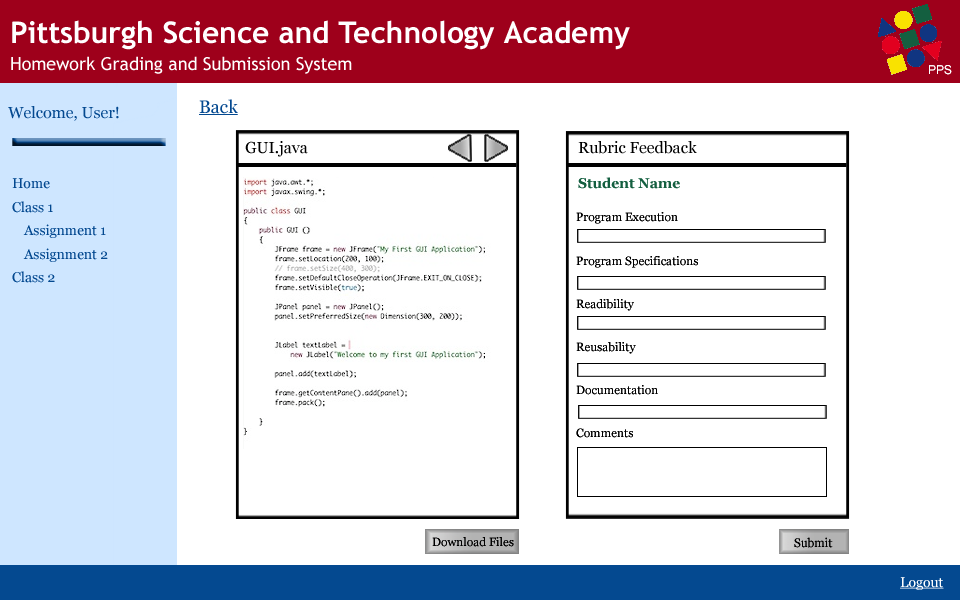 Pittsburgh Science and Technology Academy
Homework Grading and Submission System
PPS
Welcome, User!
Home
Class 1
Assignment 1
Assignment 2
Class 2
Back
GUI.java
import java.awt.*;
import javax.swing.*;
public class GUI
{
public GUI ()
{
JFrame frame = new JFrame("My First GUI Application");
frame.setLocation(200, 100);
// frame.setSize(400, 300);
frame.setDefaultCloseOperation(JFrame.EXIT_ON_CLOSE);
frame.setVisible(true);
JPanel panel = new JPanel();
panel.setPreferredSize(new Dimension(300, 200));
JLabel textLabel =
new JLabel("Welcome to my first GUI Application");
panel.add(textLabel);
frame.getContentPane().add(panel);
frame.pack();
}
}
Download Files
Rubric Feedback
Student Name
Program Execution
Program Specifications
Readibility
Reusability
Documentation
Comments
Submit
Logout